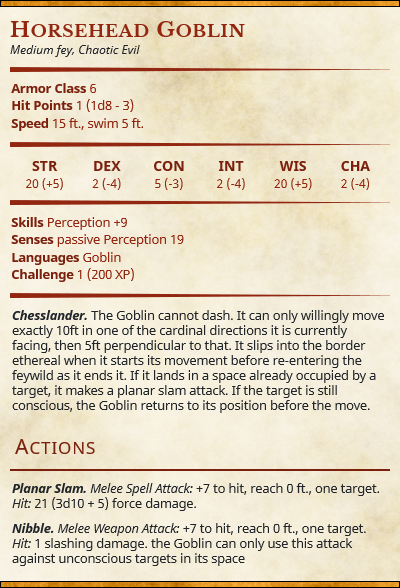 Horsehead Goblin
Medium fey, Chaotic Evil
Armor Class 6
Hit Points 1 (1d8 - 3)
Speed 15 ft., swim 5 ft.
STR DEX CON INT WIS CHA
20 (+5) 2 (-4) 5 (-3) 2 (-4) 20 (+5) 2 (-4)
Skills Perception +9
Senses passive Perception 19
Languages Goblin
Challenge 1 (200 XP)
Chesslander. The Goblin cannot dash. It can only willingly move
exactly 10ft in one of the cardinal directions it is currently
facing, then 5ft perpendicular to that. It slips into the border
ethereal when it starts its movement before re-entering the
feywild as it ends it. If it lands in a space already occupied by a
target, it makes a planar slam attack. If the target is still
conscious, the Goblin returns to its position before the move.
Actions
Planar Slam. Melee Spell Attack: +7 to hit, reach 0 ft., one target.
Hit: 21 (3d10 + 5) force damage.
Nibble. Melee Weapon Attack: +7 to hit, reach 0 ft., one target.
Hit: 1 slashing damage. the Goblin can only use this attack
against unconscious targets in its space